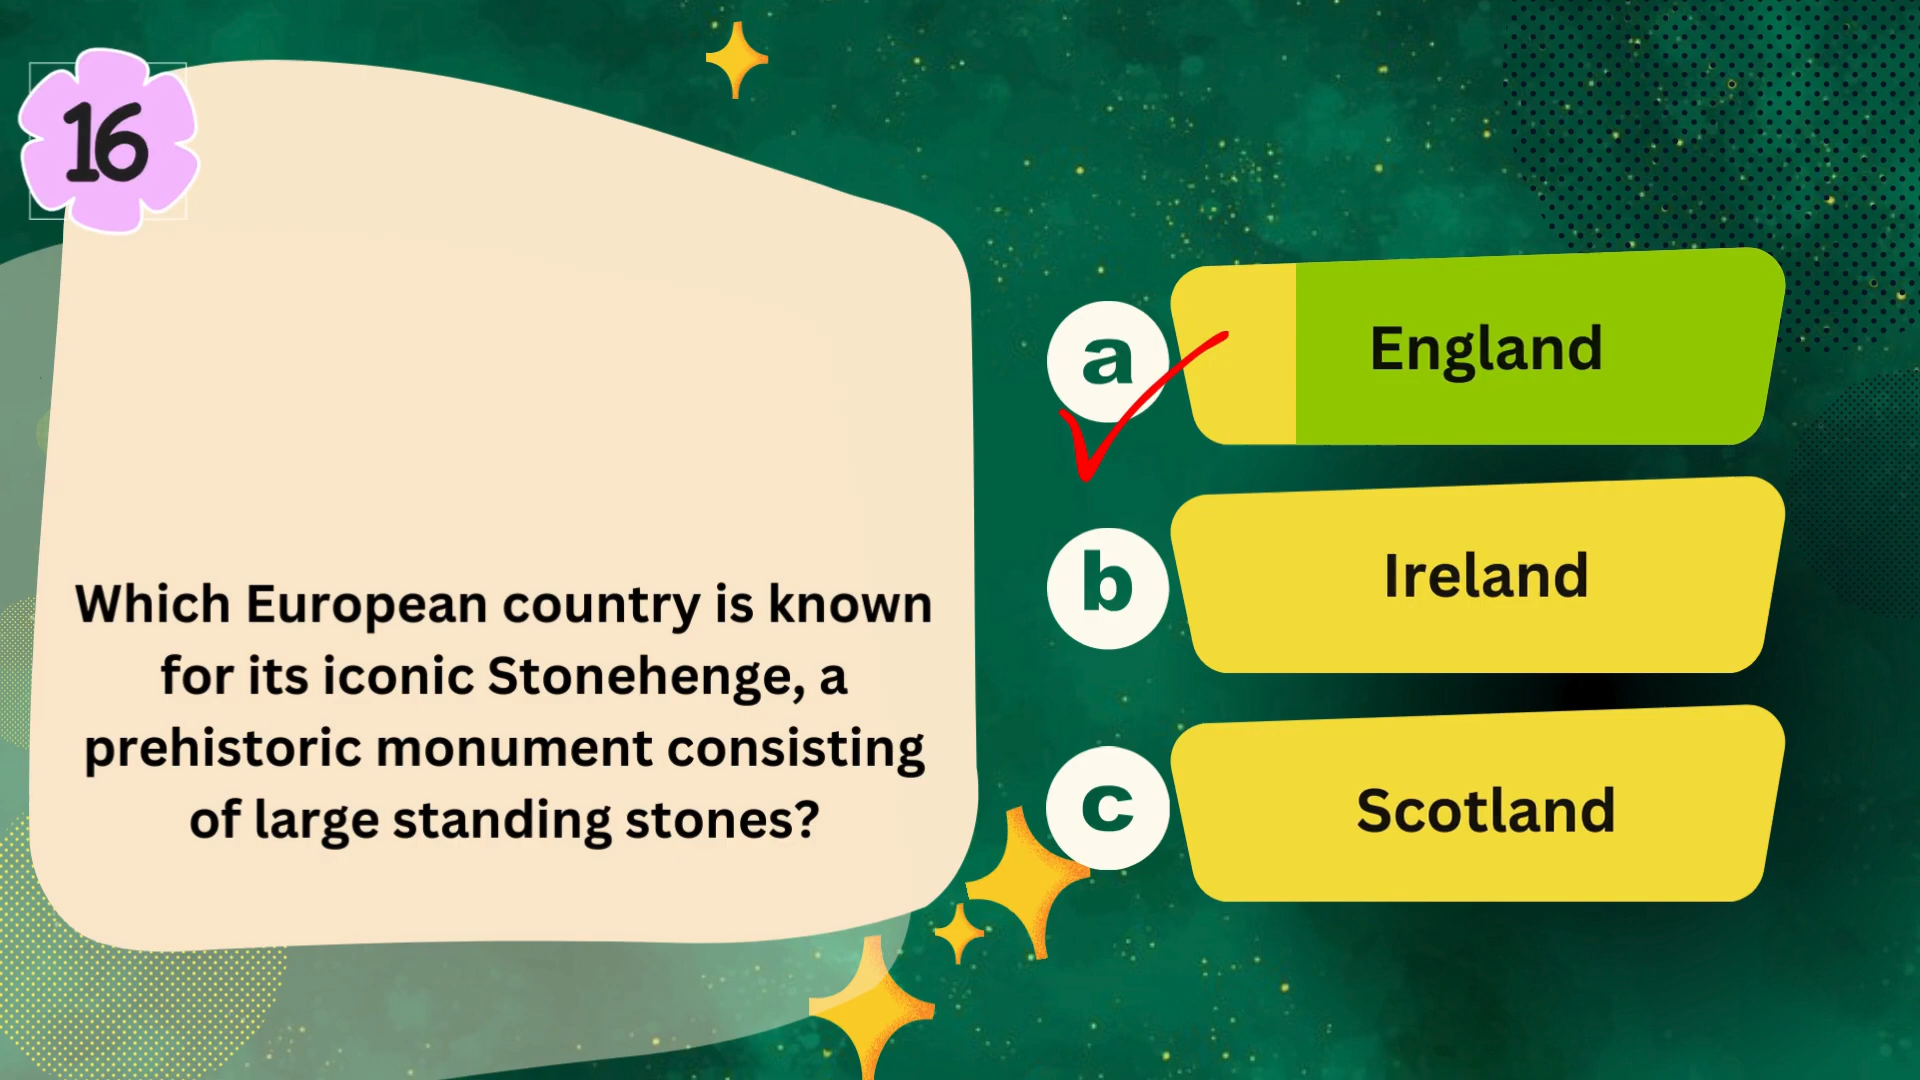 16
Which European country is known
for its iconic Stonehenge, a
prehistoric monument consisting
of large standing stones?
a
England
b
Ireland
c
Scotland